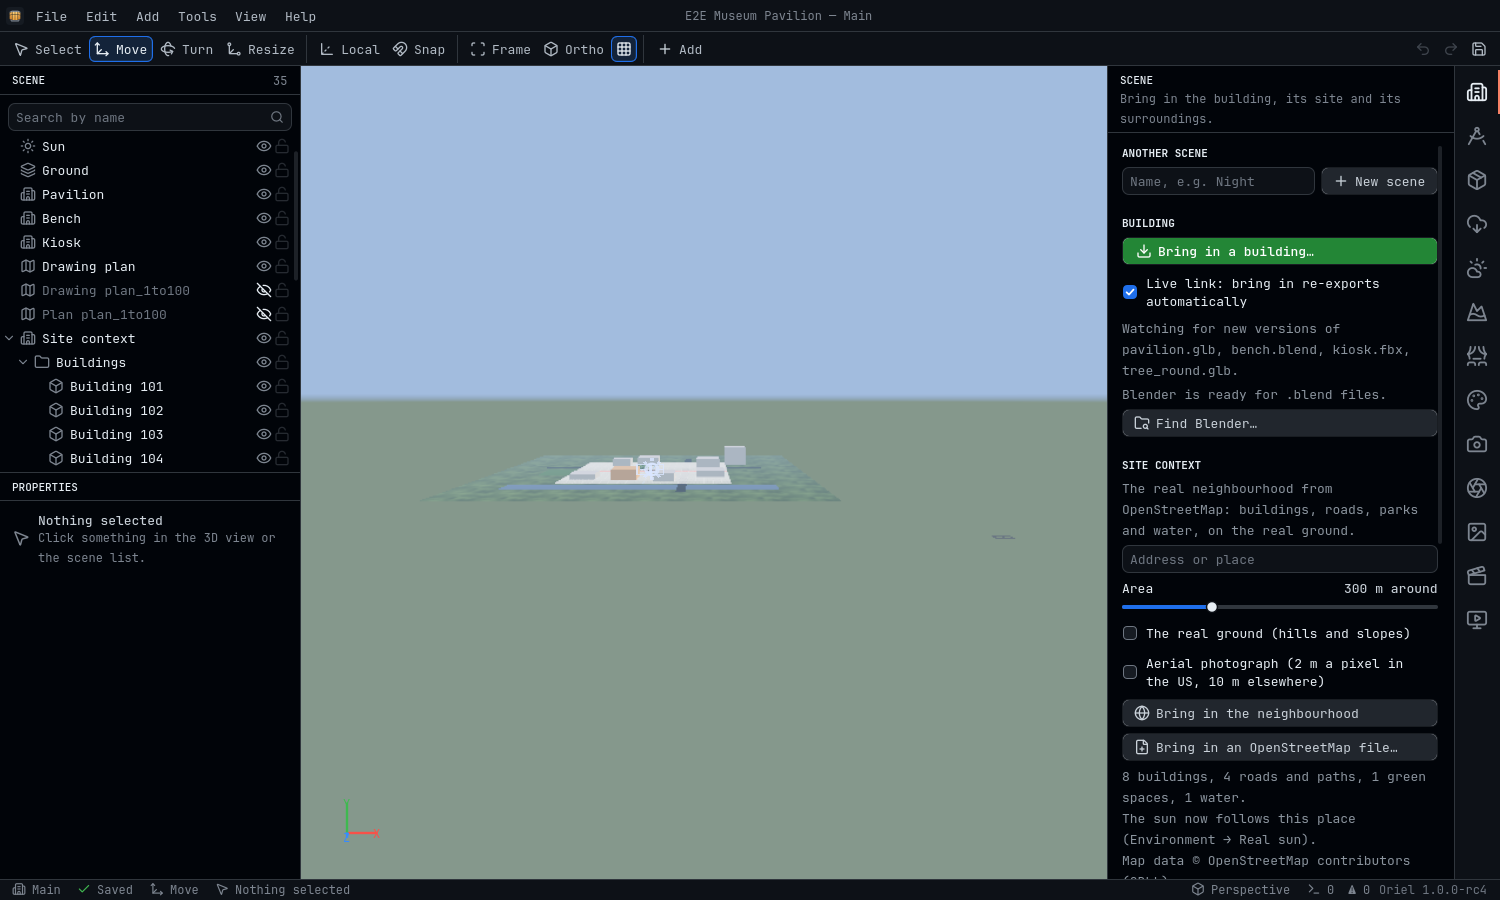 File Edit Add Tools View Help
E2E Museum Pavilion — Main
Select Move Turn Resize Local Snap Frame Ortho Add
SCENE 35
Search by name
Sun
Ground
Pavilion
Bench
Kiosk
Drawing plan
Drawing plan_1to100
Plan plan_1to100
Site context
Buildings
Building 101
Building 102
Building 103
Building 104
PROPERTIES
Nothing selected
Click something in the 3D view or
the scene list.
SCENE
Bring in the building, its site and its
surroundings.
ANOTHER SCENE
Name, e.g. Night
New scene
BUILDING
Bring in a building…
Live link: bring in re-exports
automatically
Watching for new versions of
pavilion.glb, bench.blend, kiosk.fbx,
tree_round.glb.
Blender is ready for .blend files.
Find Blender…
SITE CONTEXT
The real neighbourhood from
OpenStreetMap: buildings, roads, parks
and water, on the real ground.
Address or place
Area 300 m around
The real ground (hills and slopes)
Aerial photograph (2 m a pixel in
the US, 10 m elsewhere)
Bring in the neighbourhood
Bring in an OpenStreetMap file…
8 buildings, 4 roads and paths, 1 green
spaces, 1 water.
The sun now follows this place
(Environment → Real sun).
Map data © OpenStreetMap contributors
Main Saved Move Nothing selected
Perspective 0 0 Oriel 1.0.0-rc4